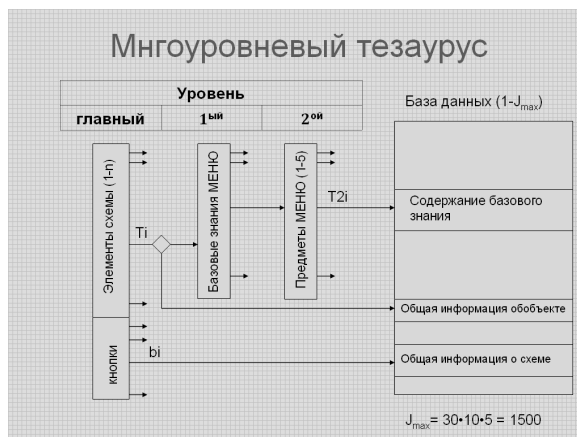 Мнгоуровневый тезаурус
Уровень
главный 1ый 2ой
База данных (1-Jmax)
Элементы схемы (1-n)
Базовые знания МЕНЮ
Предметы МЕНЮ (1-5)
Ti
T2i
Содержание базового
знания
Общая информация обобъекте
кнопки
bi
Общая информация о схеме
Jmax= 30•10•5 = 1500